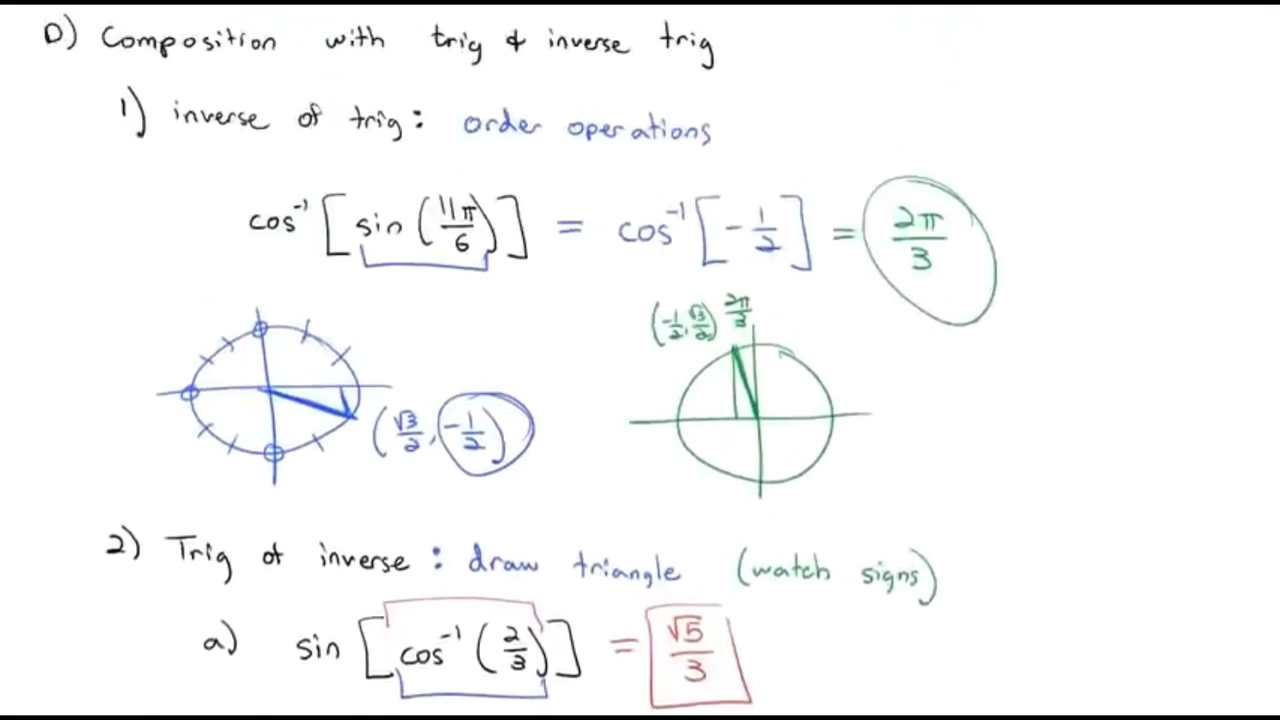 D) Composition with trig & inverse trig
1) inverse of trig: order operations
cos⁻¹ [sin (11π/6)] = cos⁻¹ [-1/2] = 2π/3
(-1/2, √3/2) 2π/3
(√3/2, -1/2)
2) Trig of inverse: draw triangle (watch signs)
a) sin [cos⁻¹ (2/3)] = √5/3